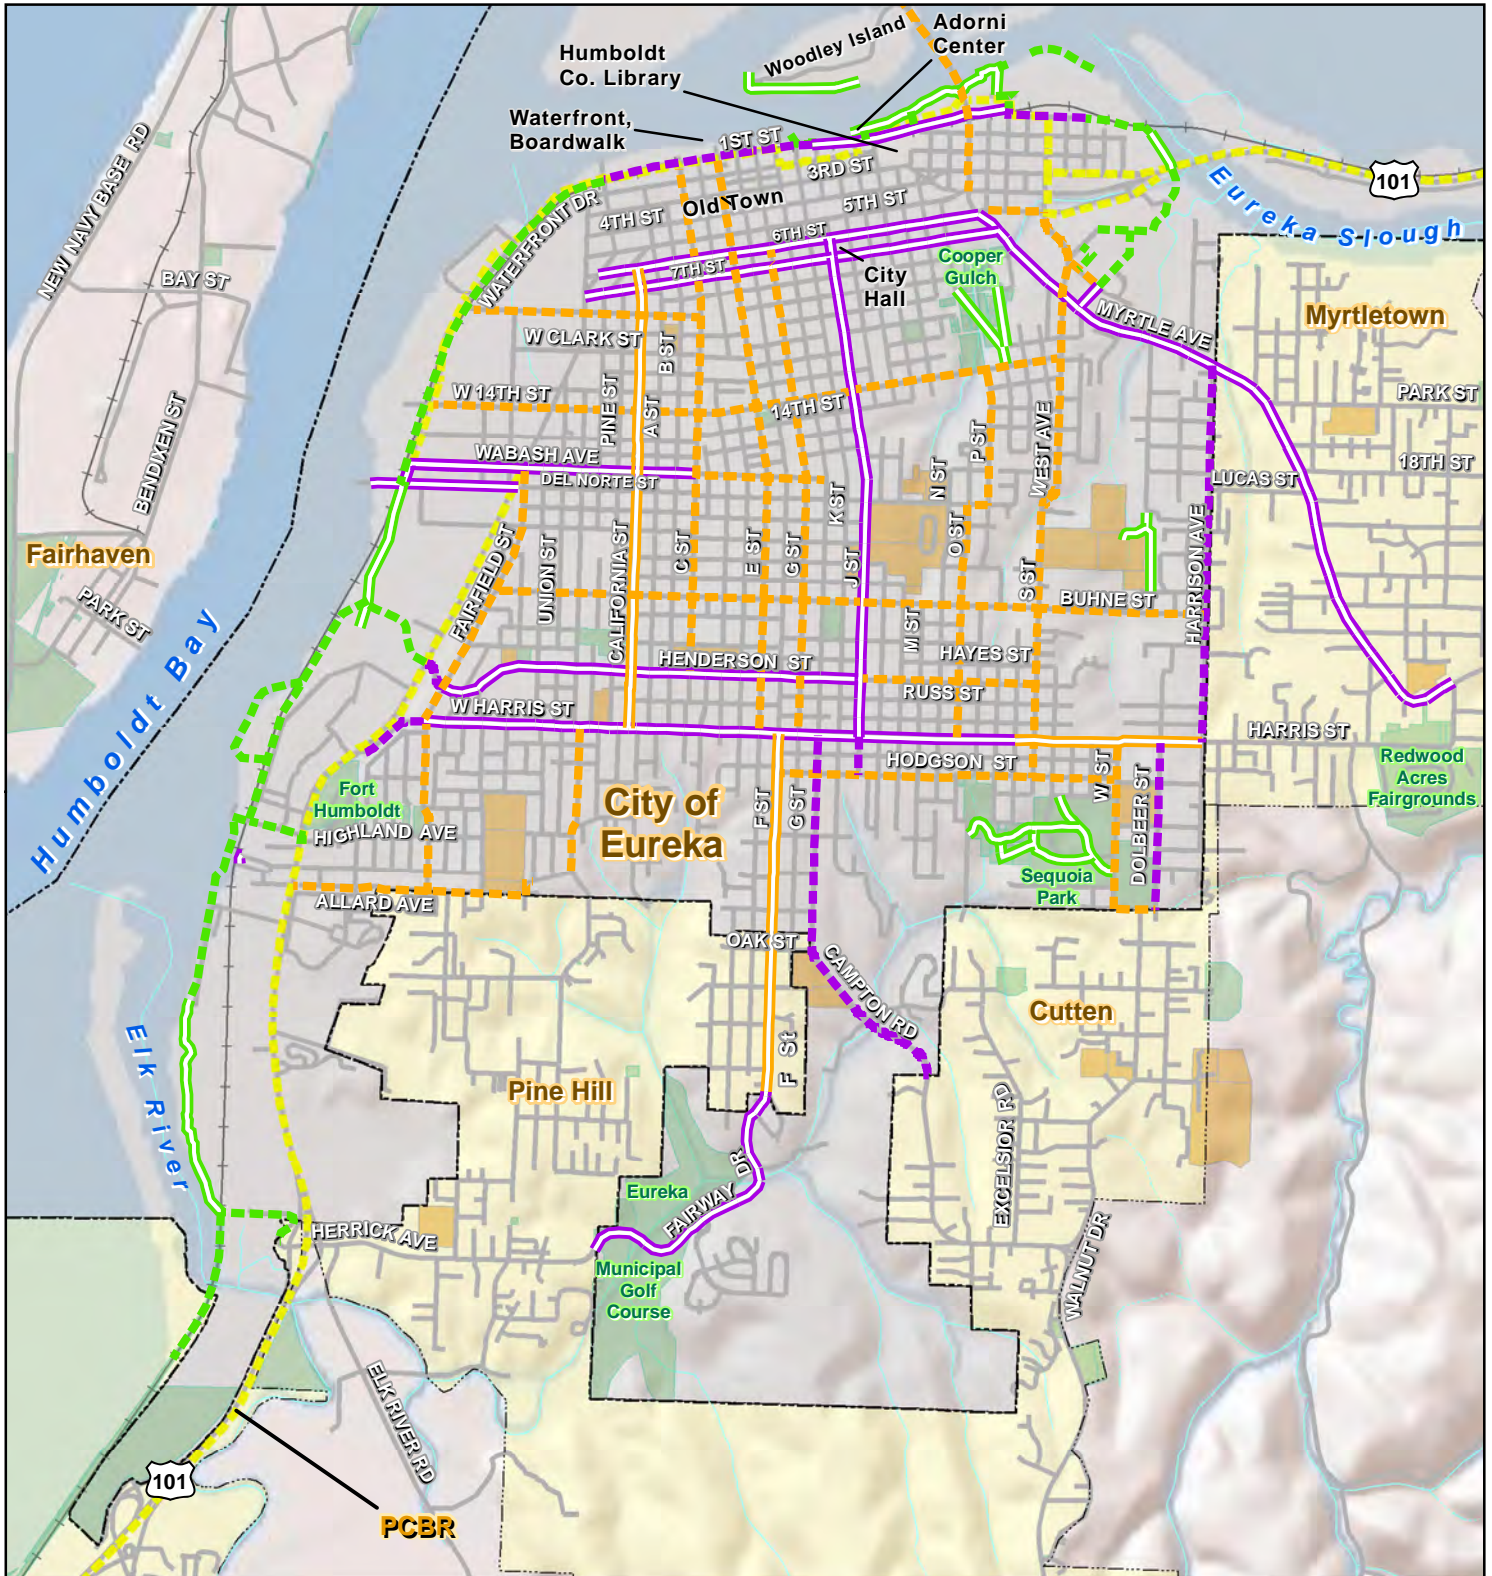 Adorni
Center
Woodley Island
Humboldt
Co. Library
Waterfront,
Boardwalk
1ST ST
3RD ST
NEW NAVY BASE RD
101
Eureka Slough
Old Town
5TH ST
4TH ST
WATERFRONT DR
6TH ST
7TH ST
City
Hall
Cooper
Gulch
BAY ST
MYRTLE AVE
Myrtletown
W CLARK ST
B ST
W 14TH ST
PINE ST
A ST
14TH ST
PARK ST
BENDIXEN ST
P ST
WEST AVE
WABASH AVE
DEL NORTE ST
N ST
18TH ST
LUCAS ST
K ST
Fairhaven
FAIRFIELD ST
UNION ST
CALIFORNIA ST
C ST
E ST
G ST
J ST
O ST
S ST
HARRISON AVE
PARK ST
BUHNE ST
M ST
HAYES ST
HENDERSON ST
RUSS ST
W HARRIS ST
HARRIS ST
Humboldt Bay
HODGSON ST
W ST
DOLBEER ST
Redwood
Acres
Fairgrounds
Fort
Humboldt
City of
Eureka
F ST
G ST
HIGHLAND AVE
Sequoia
Park
ALLARD AVE
OAK ST
CAMPTON RD
Cutten
Elk River
F St
Pine Hill
EXCELSIOR RD
Eureka
FAIRWAY DR
HERRICK AVE
WALNUT DR
Municipal
Golf
Course
ELK RIVER RD
101
PCBR